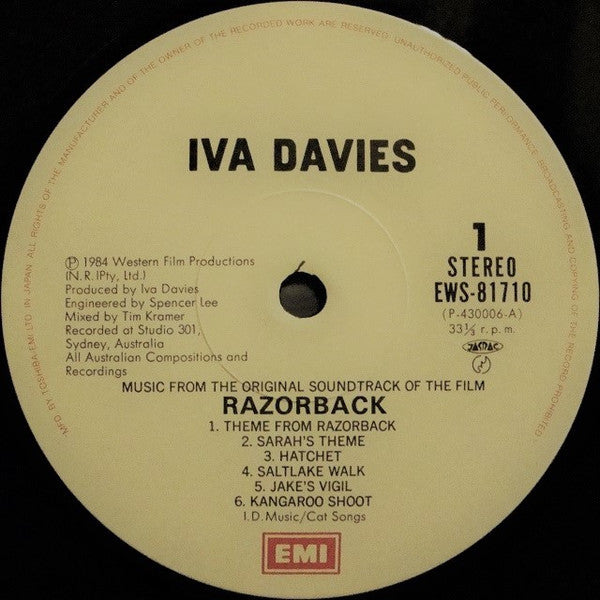 ALL RIGHTS OF THE MANUFACTURER AND OF THE OWNER OF THE RECORDED WORK ARE RESERVED. UNAUTHORIZED PUBLIC PERFORMANCE, BROADCASTING AND COPYING OF THE RECORD PROHIBITED.
IVA DAVIES
1
STEREO
EWS-81710
(P-430006-A)
33⅓ r.p.m.
JASRAC
Ⓟ 1984 Western Film Productions
(N.R.)Pty, Ltd.)
Produced by Iva Davies
Engineered by Spencer Lee
Mixed by Tim Kramer
Recorded at Studio 301,
Sydney, Australia
All Australian Compositions and
Recordings
MUSIC FROM THE ORIGINAL SOUNDTRACK OF THE FILM
RAZORBACK
1. THEME FROM RAZORBACK
2. SARAH'S THEME
3. HATCHET
4. SALTLAKE WALK
5. JAKE'S VIGIL
6. KANGAROO SHOOT
I.D.Music/Cat Songs
EMI
MFD. BY TOSHIBA-EMI LTD. IN JAPAN.